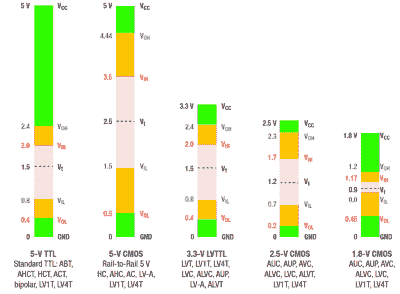 5 V
VCC
2.4
VOH
2.0
VIH
1.5
Vt
0.8
VIL
0.4
VOL
0
GND
5-V TTL
Standard TTL: ABT,
AHCT, HCT, ACT,
bipolar, LV1T, LV4T
5 V
VCC
4.44
VOH
3.5
VIH
2.5
Vt
1.5
VIL
0.5
VOL
0
GND
5-V CMOS
Rail-to-Rail 5 V
HC, AHC, AC, LV-A,
LV1T, LV4T
3.3 V
VCC
2.4
VOH
2.0
VIH
1.5
Vt
0.8
VIL
0.4
VOL
0
GND
3.3-V LVTTL
LVT, LV1T, LV4T,
LVC, ALVC, AUP,
LV-A, ALVT
2.5 V
VCC
2.3
VOH
1.7
VIH
1.2
Vt
0.7
VIL
0.2
VOL
0
GND
2.5-V CMOS
AUC, AUP, AVC,
ALVC, LVC, ALVT,
LV1T, LV4T
1.8 V
VCC
1.2
VOH
1.17
VIH
0.9
Vt
VIL
0.45
VOL
0
GND
1.8-V CMOS
AUC, AUP, AVC,
ALVC, LVC,
LV1T, LV4T